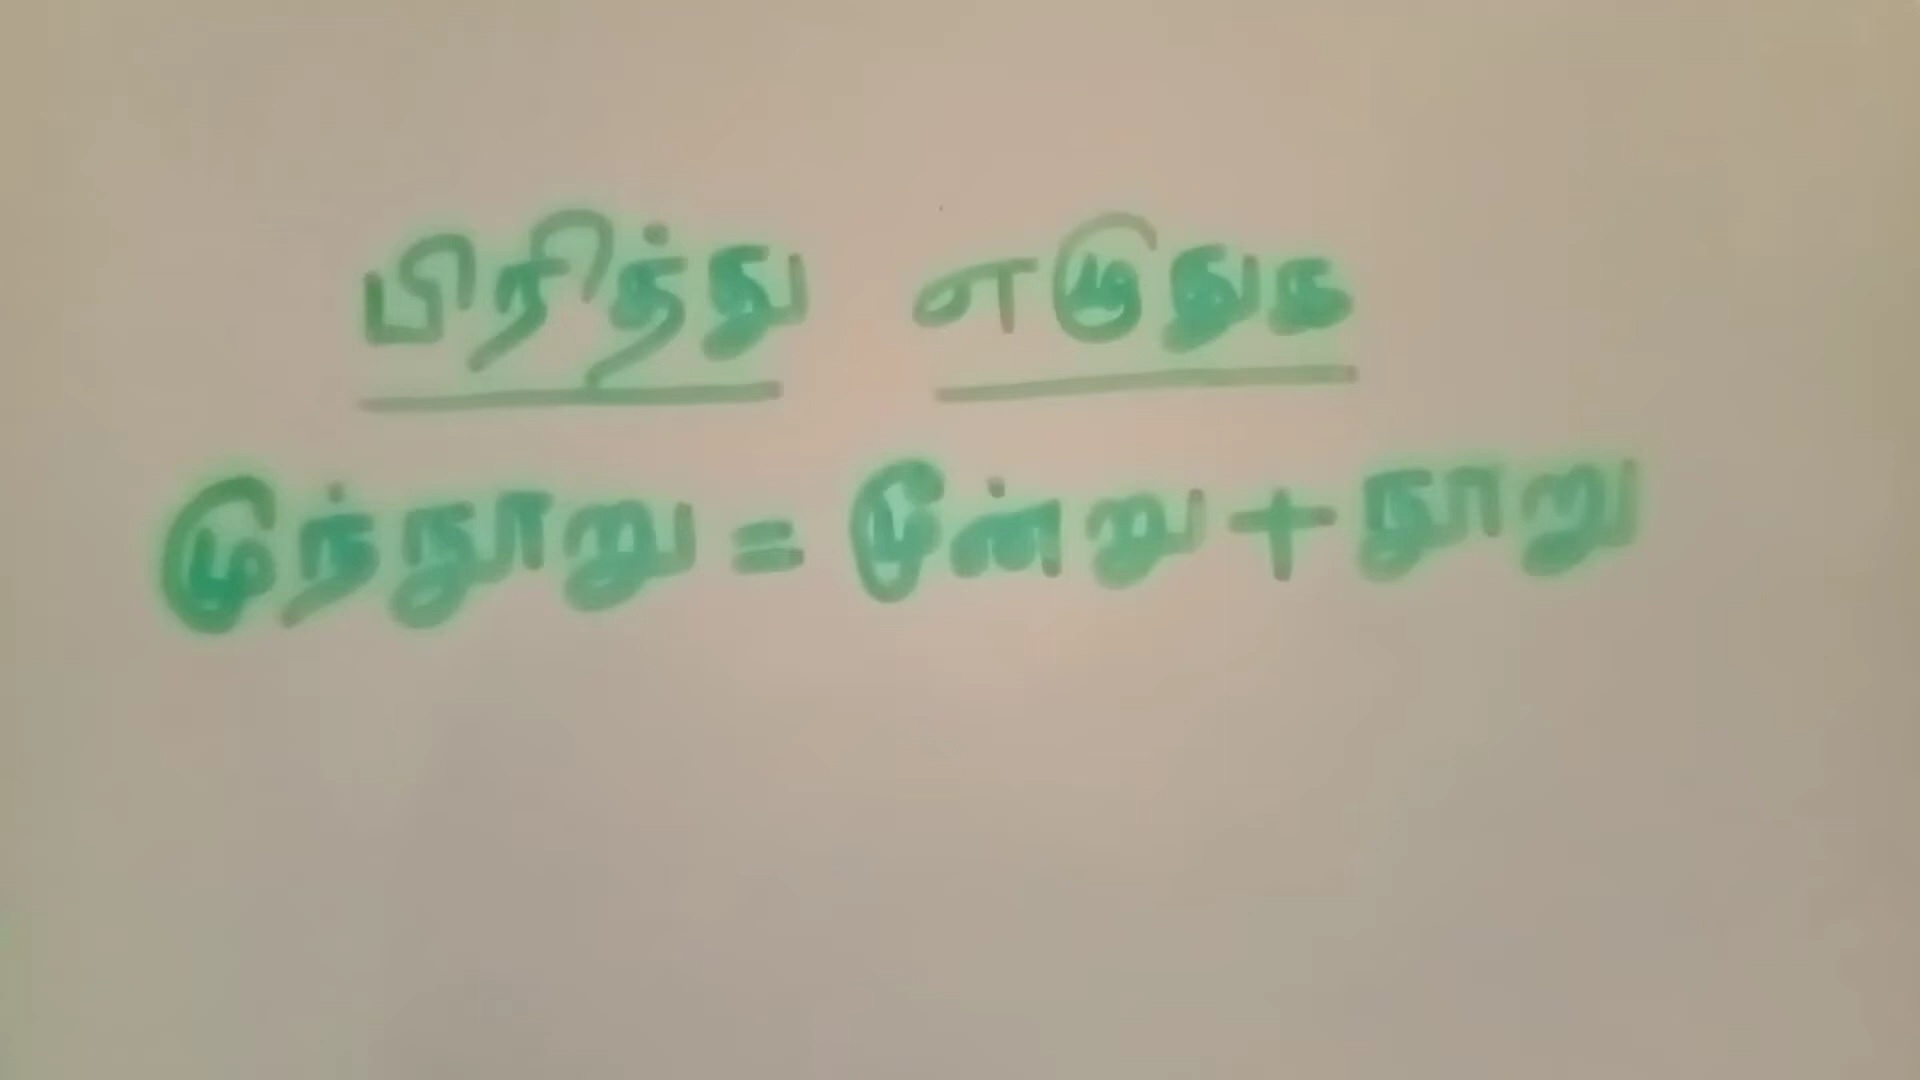 பிரித்து எழுதுக
முந்நூறு = மூன்று + நூறு